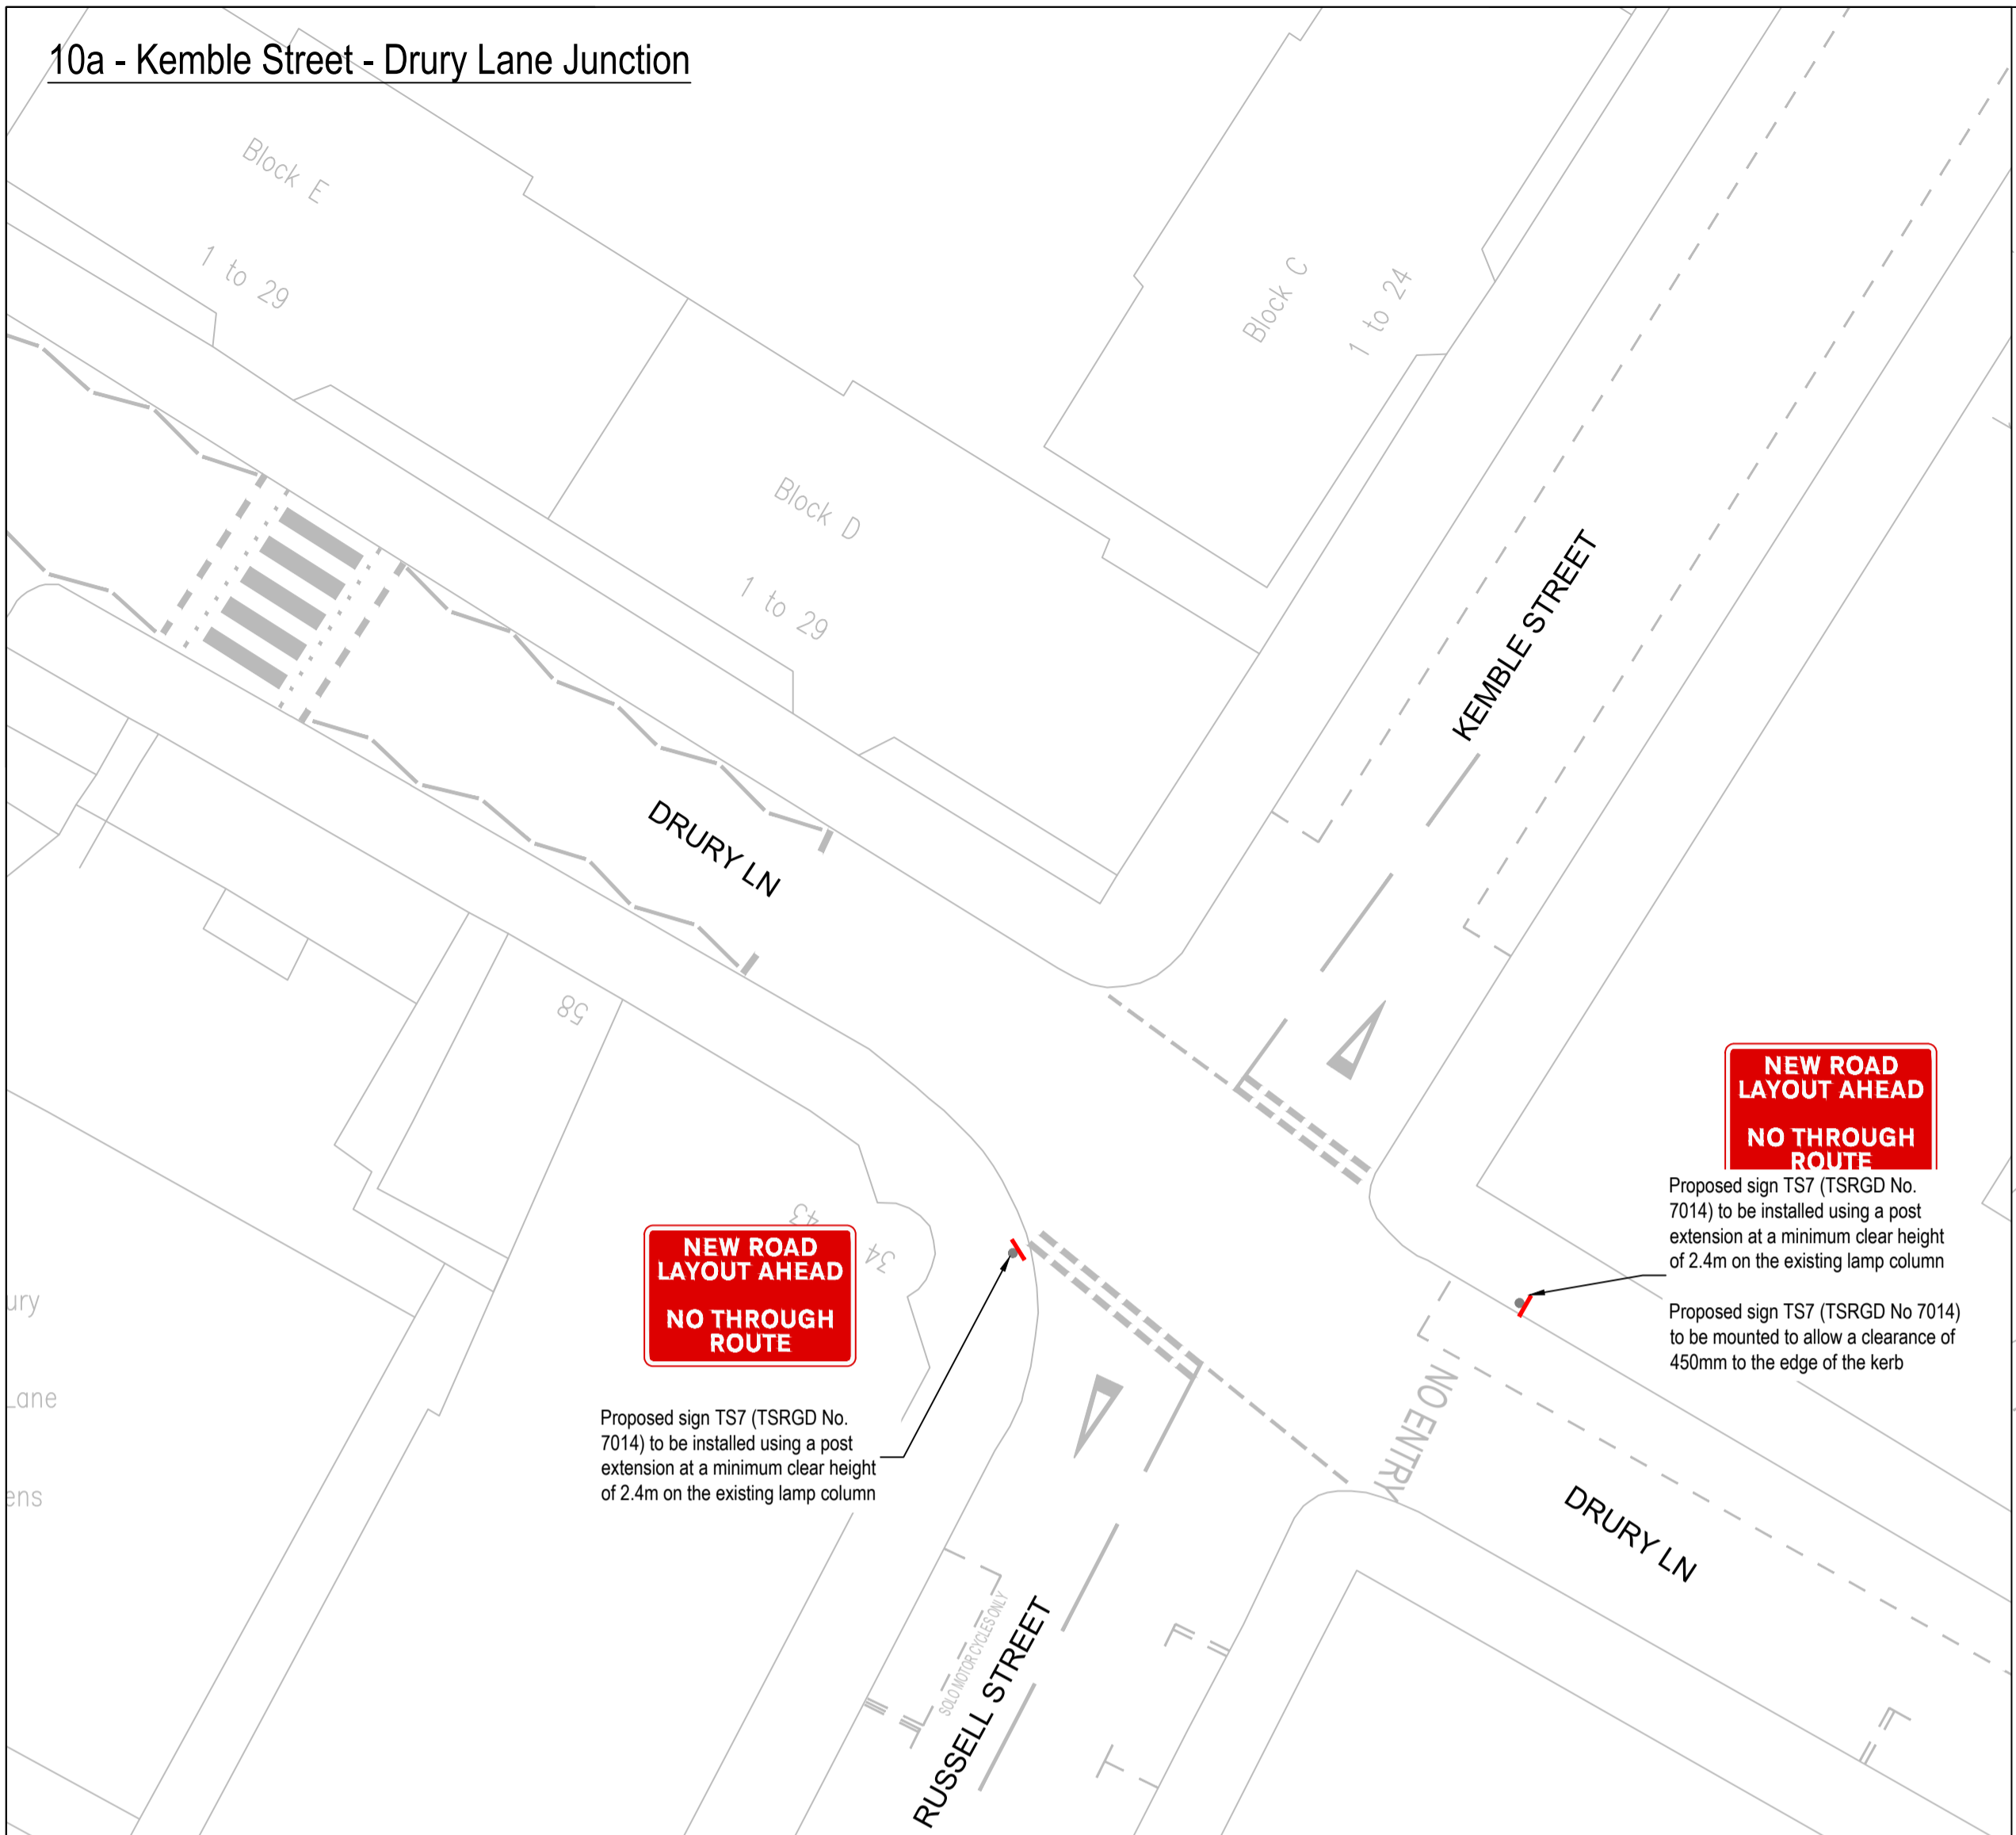 10a - Kemble Street - Drury Lane Junction
Block E
1 to 29
Block C
1 to 24
Block D
1 to 29
KEMBLE STREET
DRURY LN
58
NEW ROAD
LAYOUT AHEAD
NO THROUGH
ROUTE
Proposed sign TS7 (TSRGD No.
7014) to be installed using a post
extension at a minimum clear height
of 2.4m on the existing lamp column
Proposed sign TS7 (TSRGD No 7014)
to be mounted to allow a clearance of
450mm to the edge of the kerb
43
34
NEW ROAD
LAYOUT AHEAD
NO THROUGH
ROUTE
Proposed sign TS7 (TSRGD No.
7014) to be installed using a post
extension at a minimum clear height
of 2.4m on the existing lamp column
ury
Lane
ens
NO ENTRY
DRURY LN
SOLO MOTORCYCLES ONLY
RUSSELL STREET